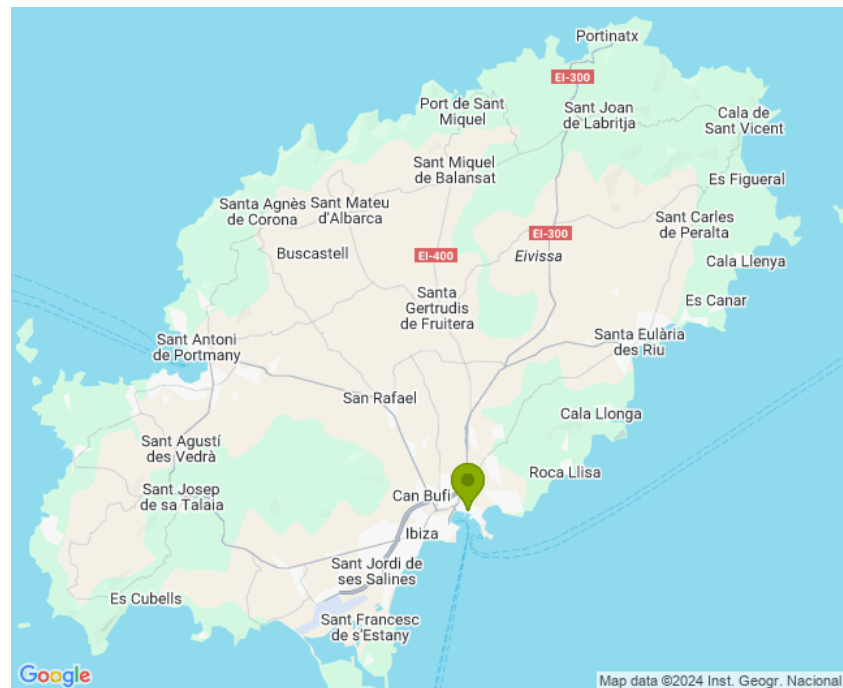 Portinatx
EI-300
Port de Sant
Miquel
Sant Joan
de Labritja
Cala de
Sant Vicent
Sant Miquel
de Balansat
Es Figueral
Santa Agnès
de Corona
Sant Mateu
d'Albarca
Sant Carles
de Peralta
EI-300
Buscastell
EI-400
Eivissa
Cala Llenya
Santa
Gertrudis
de Fruitera
Es Canar
Sant Antoni
de Portmany
Santa Eulària
des Riu
San Rafael
Cala Llonga
Sant Agustí
des Vedrà
Roca Llisa
Sant Josep
de sa Talaia
Can Bufi
Ibiza
Sant Jordi de
ses Salines
Es Cubells
Sant Francesc
de s'Estany
Google
Map data ©2024 Inst. Geogr. Nacional